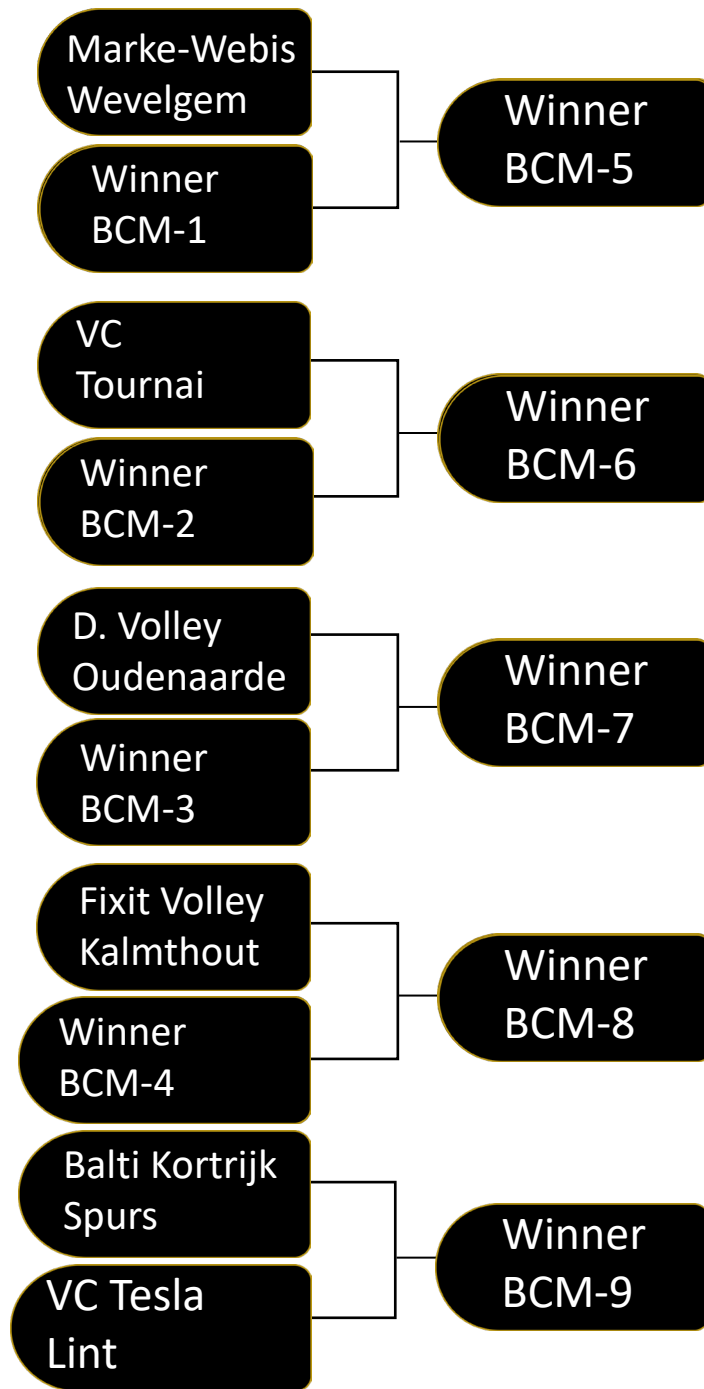 Marke-Webis
Wevelgem
Winner
BCM-1
Winner
BCM-5
VC
Tournai
Winner
BCM-2
Winner
BCM-6
D. Volley
Oudenaarde
Winner
BCM-3
Winner
BCM-7
Fixit Volley
Kalmthout
Winner
BCM-4
Winner
BCM-8
Balti Kortrijk
Spurs
VC Tesla
Lint
Winner
BCM-9